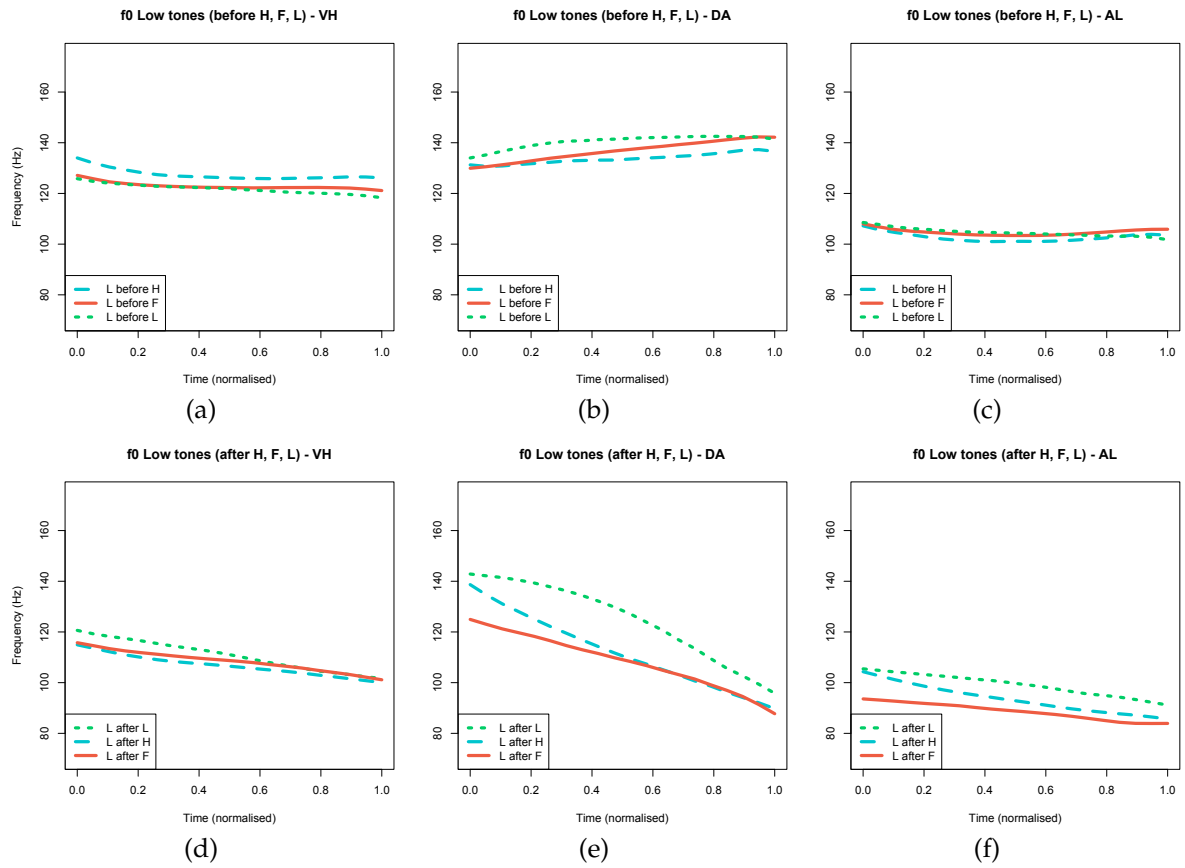 f0 Low tones (before H, F, L) - VH
Frequency (Hz)
160
140
120
100
80
L before H
L before F
L before L
0.0 0.2 0.4 0.6 0.8 1.0
Time (normalised)
(a)
f0 Low tones (before H, F, L) - DA
160
140
120
100
80
L before H
L before F
L before L
0.0 0.2 0.4 0.6 0.8 1.0
Time (normalised)
(b)
f0 Low tones (before H, F, L) - AL
160
140
120
100
80
L before H
L before F
L before L
0.0 0.2 0.4 0.6 0.8 1.0
Time (normalised)
(c)
f0 Low tones (after H, F, L) - VH
Frequency (Hz)
160
140
120
100
80
L after L
L after H
L after F
0.0 0.2 0.4 0.6 0.8 1.0
Time (normalised)
(d)
f0 Low tones (after H, F, L) - DA
160
140
120
100
80
L after L
L after H
L after F
0.0 0.2 0.4 0.6 0.8 1.0
Time (normalised)
(e)
f0 Low tones (after H, F, L) - AL
160
140
120
100
80
L after L
L after H
L after F
0.0 0.2 0.4 0.6 0.8 1.0
Time (normalised)
(f)